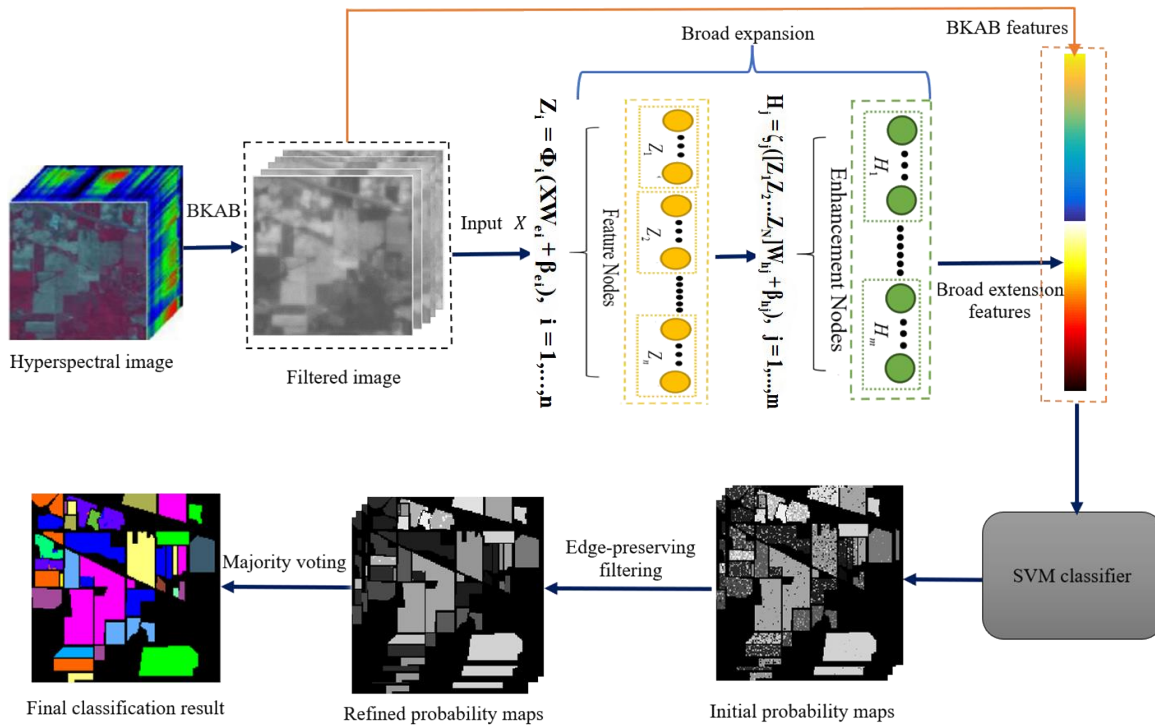 Broad expansion
BKAB features
BKAB
Input X
Z_i = Φ_i(XW_ei + β_ei), i = 1,...,n
Feature Nodes
Z_1
Z_2
Z_n
H_j = ζ_j([Z_1Z_2...Z_N]W_hj + β_hj), j = 1,...,m
Enhancement Nodes
H_1
H_m
Broad extension
features
Hyperspectral image
Filtered image
SVM classifier
Edge-preserving
filtering
Majority voting
Final classification result
Refined probability maps
Initial probability maps